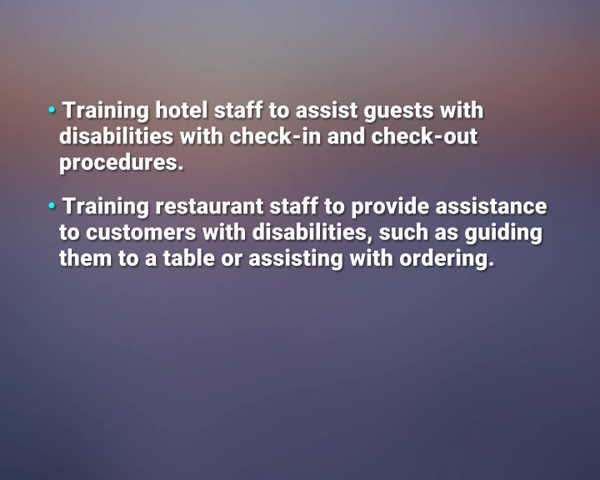 • Training hotel staff to assist guests with
disabilities with check-in and check-out
procedures.
• Training restaurant staff to provide assistance
to customers with disabilities, such as guiding
them to a table or assisting with ordering.